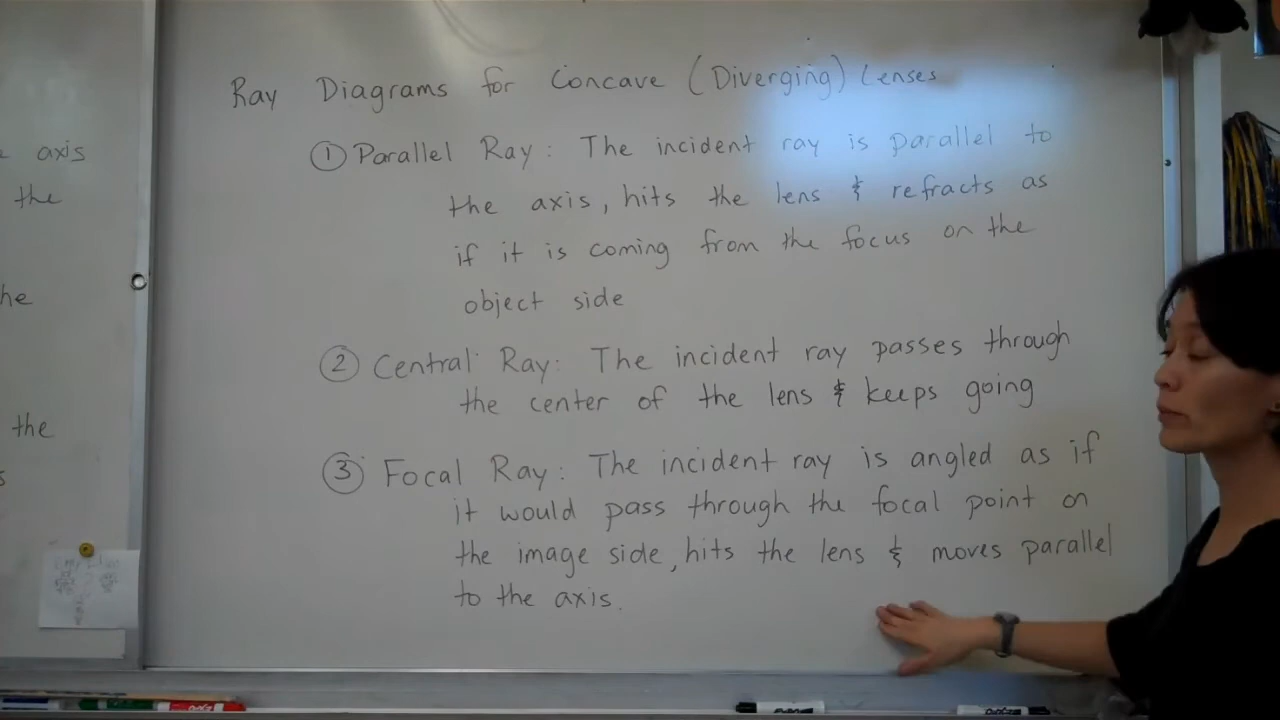 Ray Diagrams for Concave (Diverging) Lenses
① Parallel Ray: The incident ray is parallel to
the axis, hits the lens & refracts as
if it is coming from the focus on the
object side
② Central Ray: The incident ray passes through
the center of the lens & keeps going
③ Focal Ray: The incident ray is angled as if
it would pass through the focal point on
the image side, hits the lens & moves parallel
to the axis.
axis
the
he
the
s